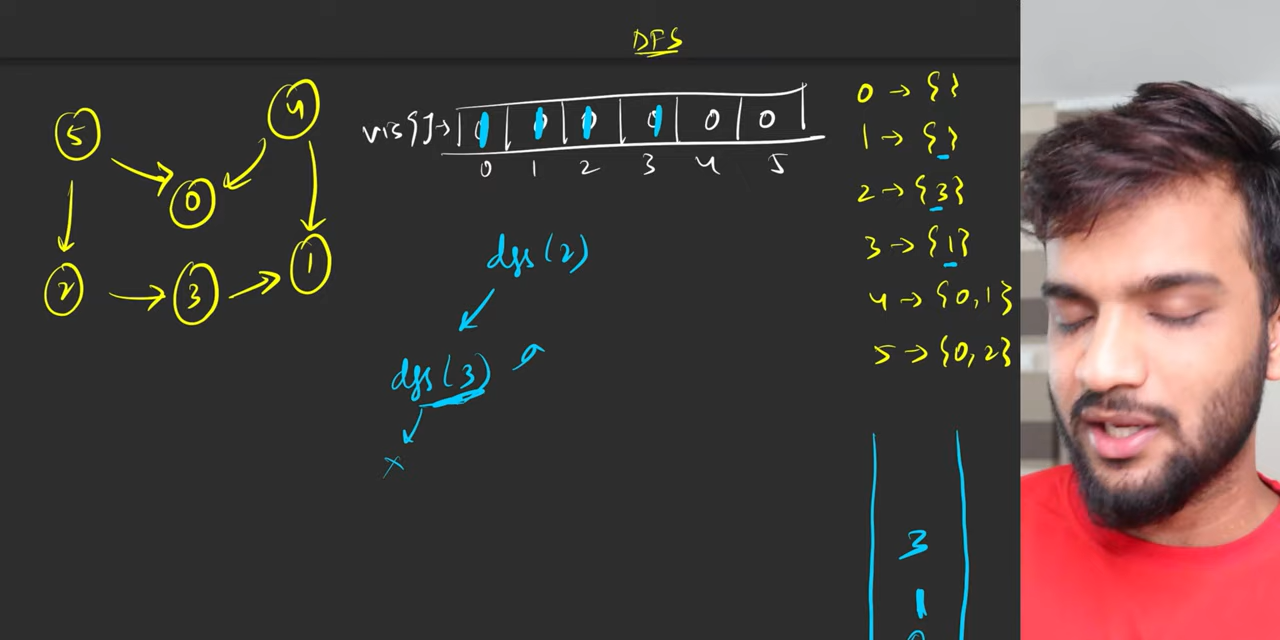 DFS
5
4
0
2
3
1
vis[]→ 0 0 0 0 0 0
0 1 2 3 4 5
0 → { }
1 → { }
2 → {3}
3 → {1}
4 → {0,1}
5 → {0,2}
dfs(2)
dfs(3)
x
3
1
0